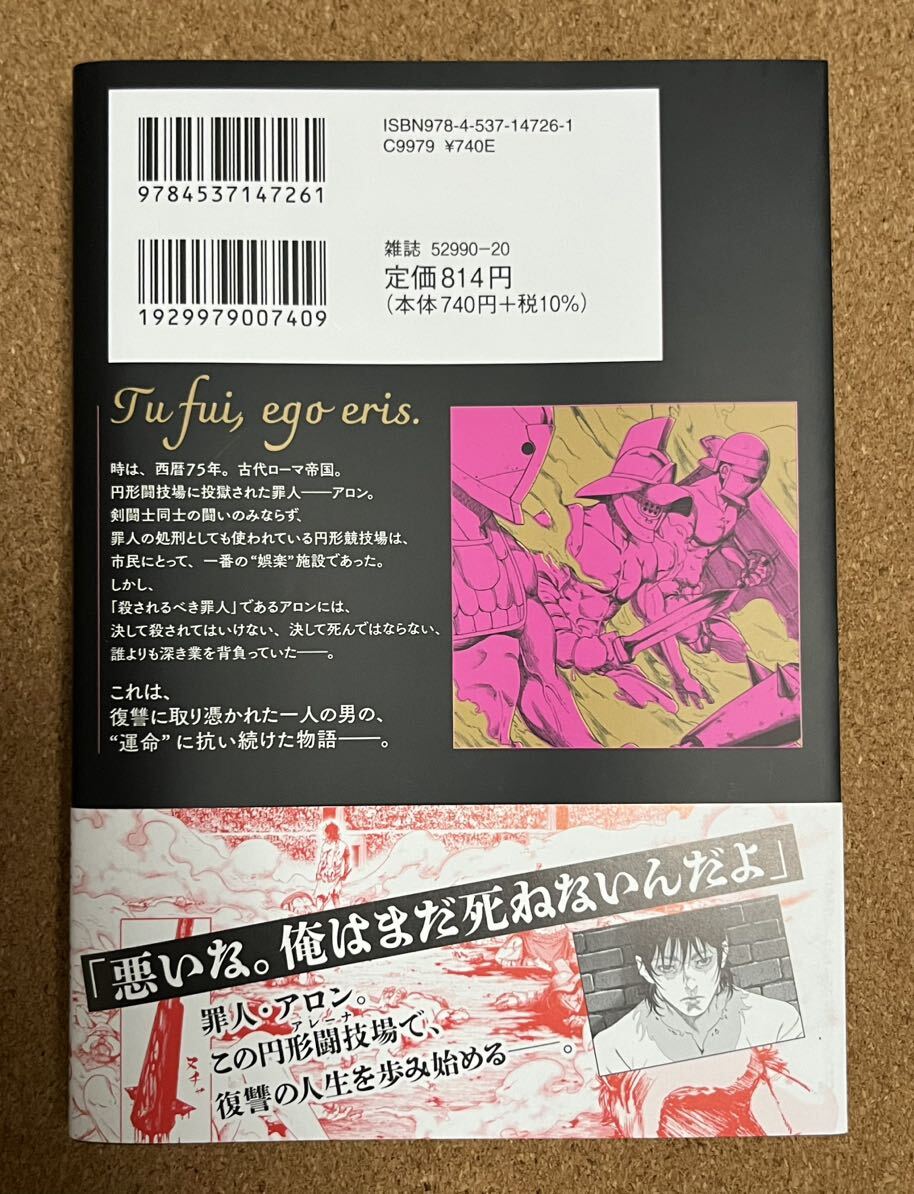 9784537147261
ISBN978-4-537-14726-1
C9979 ¥740E
1929979007409
雑誌 52990-20
定価814円
(本体740円+税10%)
Tu fui, ego eris.
時は、西暦75年。古代ローマ帝国。
円形闘技場に投獄された罪人――アロン。
剣闘士同士の闘いのみならず、
罪人の処刑としても使われている円形競技場は、
市民にとって、一番の“娯楽”施設であった。
しかし、
「殺されるべき罪人」であるアロンには、
決して殺されてはいけない、決して死んではならない、
誰よりも深き業を背負っていた――。
これは、
復讐に取り憑かれた一人の男の、
“運命”に抗い続けた物語――。
「悪いな。俺はまだ死ねないんだよ」
罪人・アロン。
アレーナ
この円形闘技場で、
復讐の人生を歩み始める――。